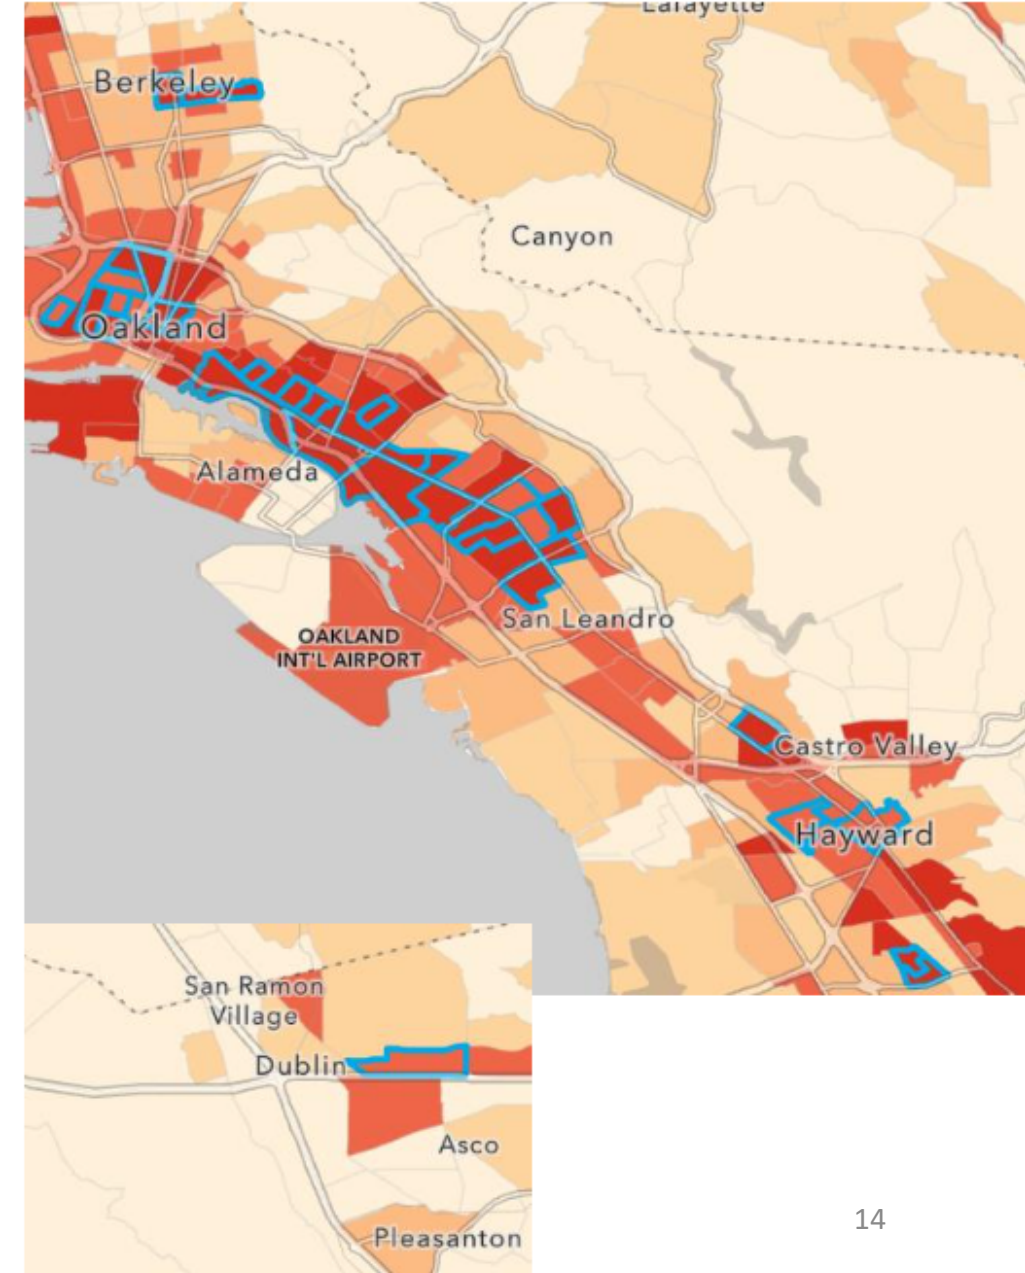 Lafayette
Berkeley
Canyon
Oakland
Alameda
San Leandro
OAKLAND
INT'L AIRPORT
Castro Valley
Hayward
San Ramon
Village
Dublin
Asco
Pleasanton
14